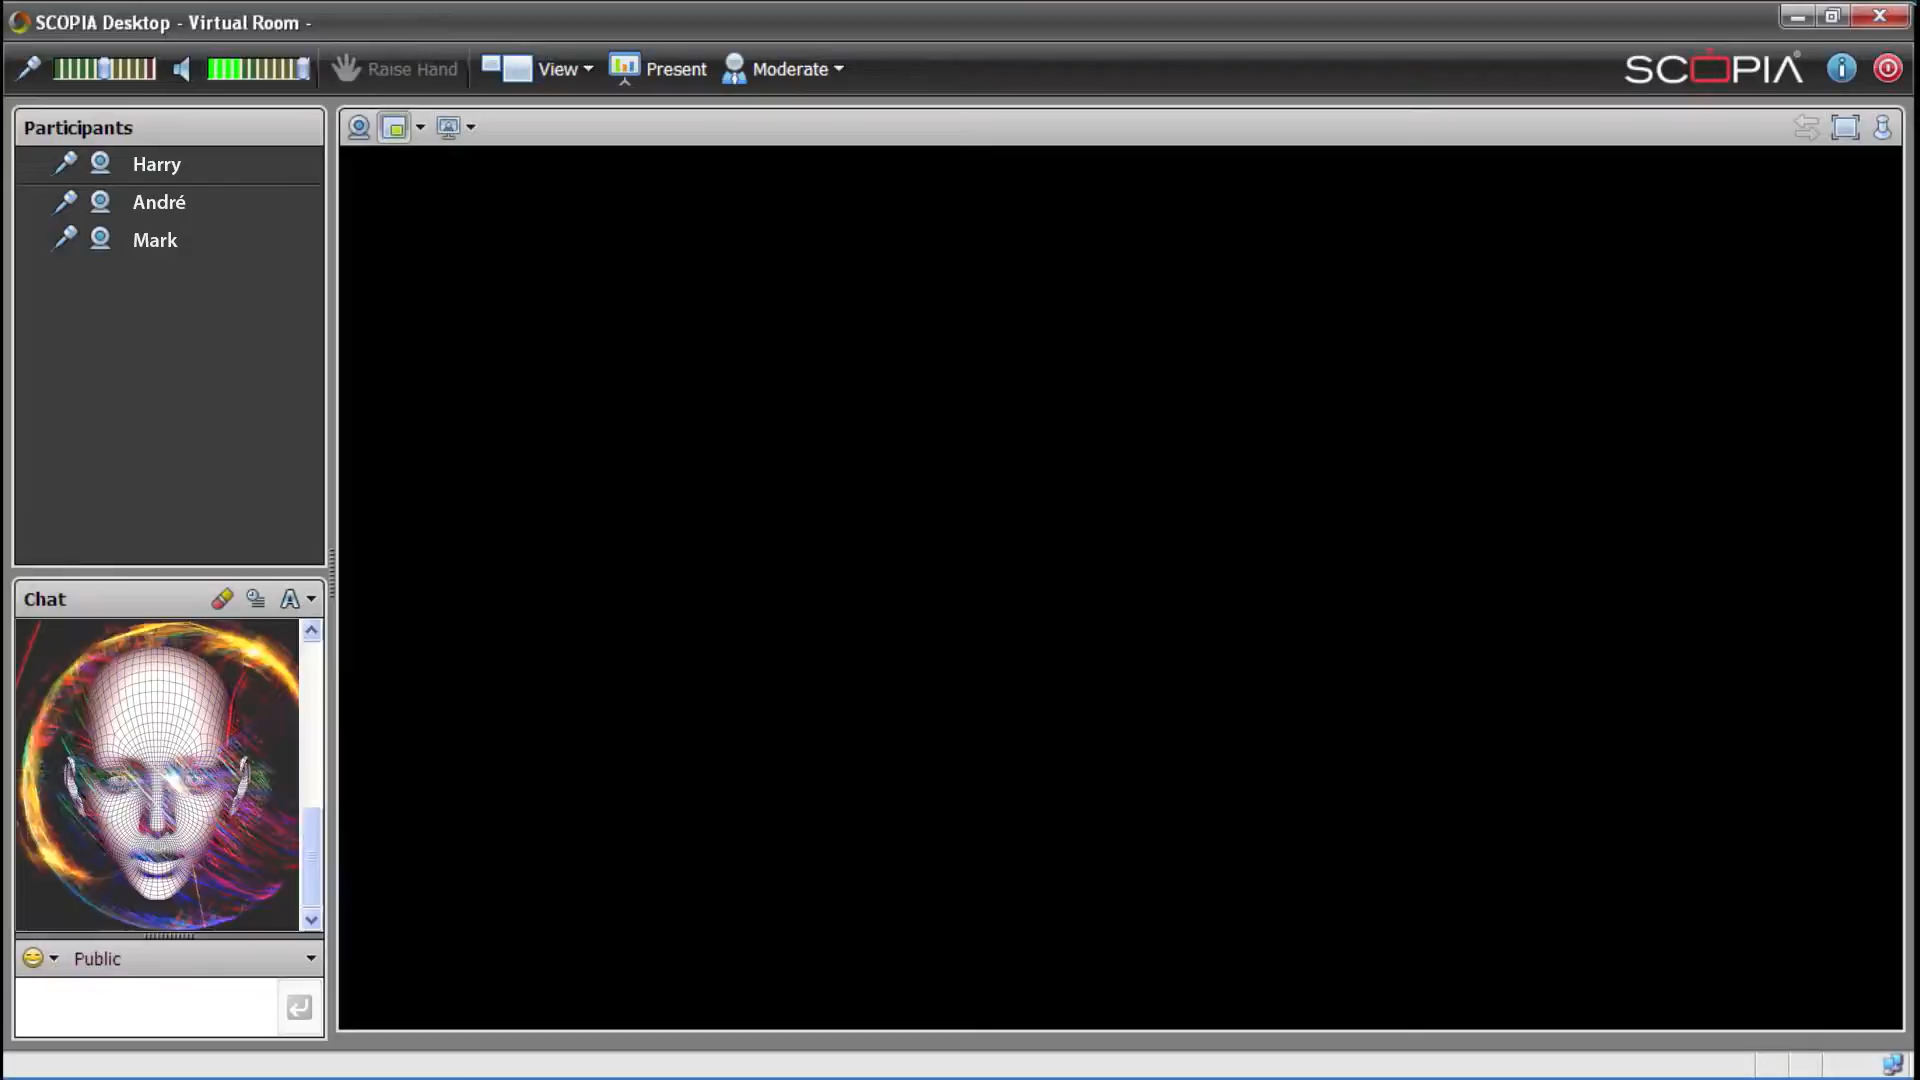 SCOPIA Desktop - Virtual Room -
Raise Hand
View
Present
Moderate
SCOPIA
Participants
Harry
André
Mark
Chat
Public